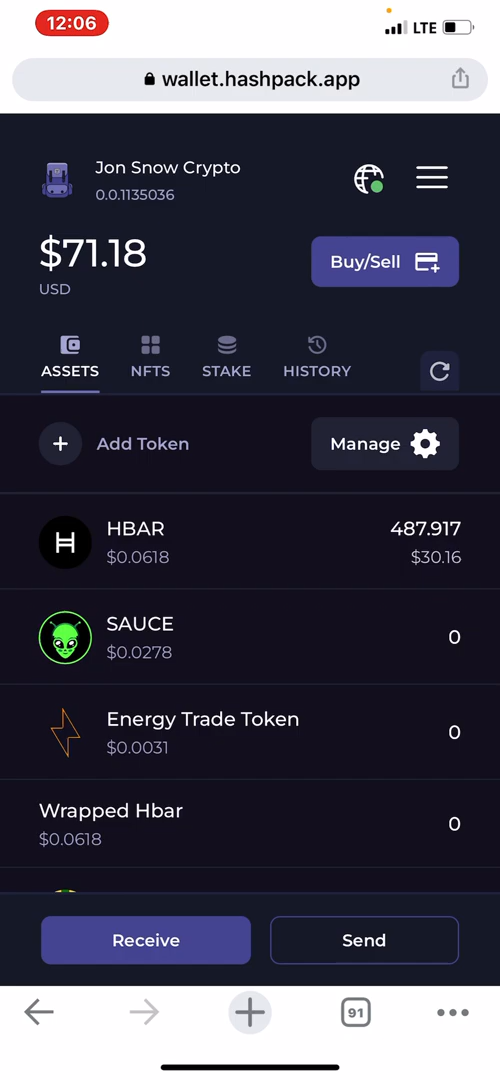 12:06
LTE
wallet.hashpack.app
Jon Snow Crypto
0.0.1135036
$71.18
Buy/Sell
USD
ASSETS NFTS STAKE HISTORY
Add Token
Manage
HBAR 487.917
$0.0618 $30.16
SAUCE
$0.0278
0
Energy Trade Token
$0.0031
0
Wrapped Hbar
$0.0618
0
Receive Send
91